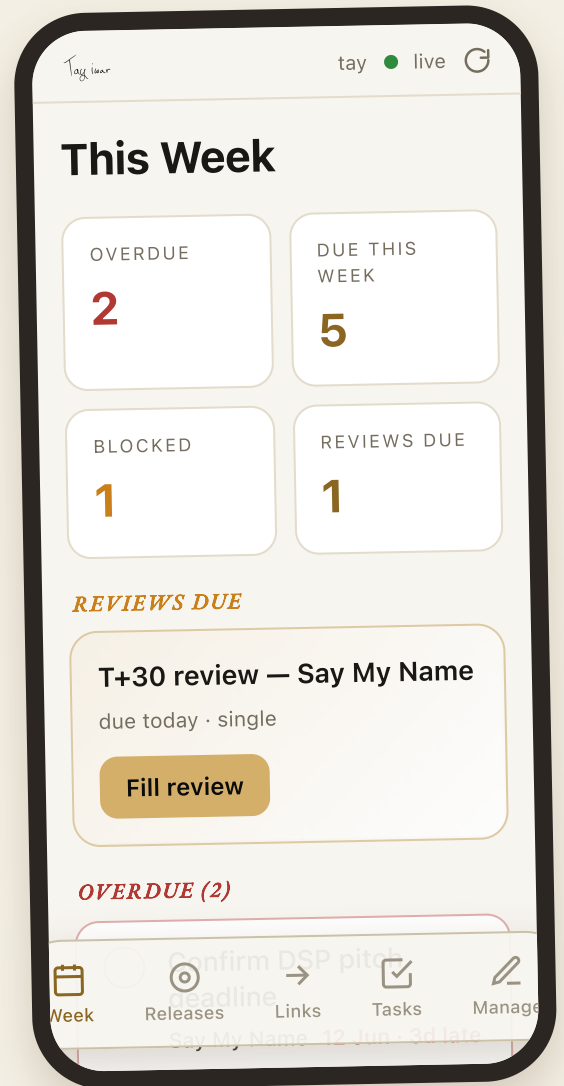 Tay iwar
tay
live
This Week
OVERDUE
2
DUE THIS
WEEK
5
BLOCKED
1
REVIEWS DUE
1
REVIEWS DUE
T+30 review — Say My Name
due today · single
Fill review
OVERDUE (2)
Confirm DSP pitch
deadline
Say My Name · 12 Jun · 3d late
Week
Releases
Links
Tasks
Manage